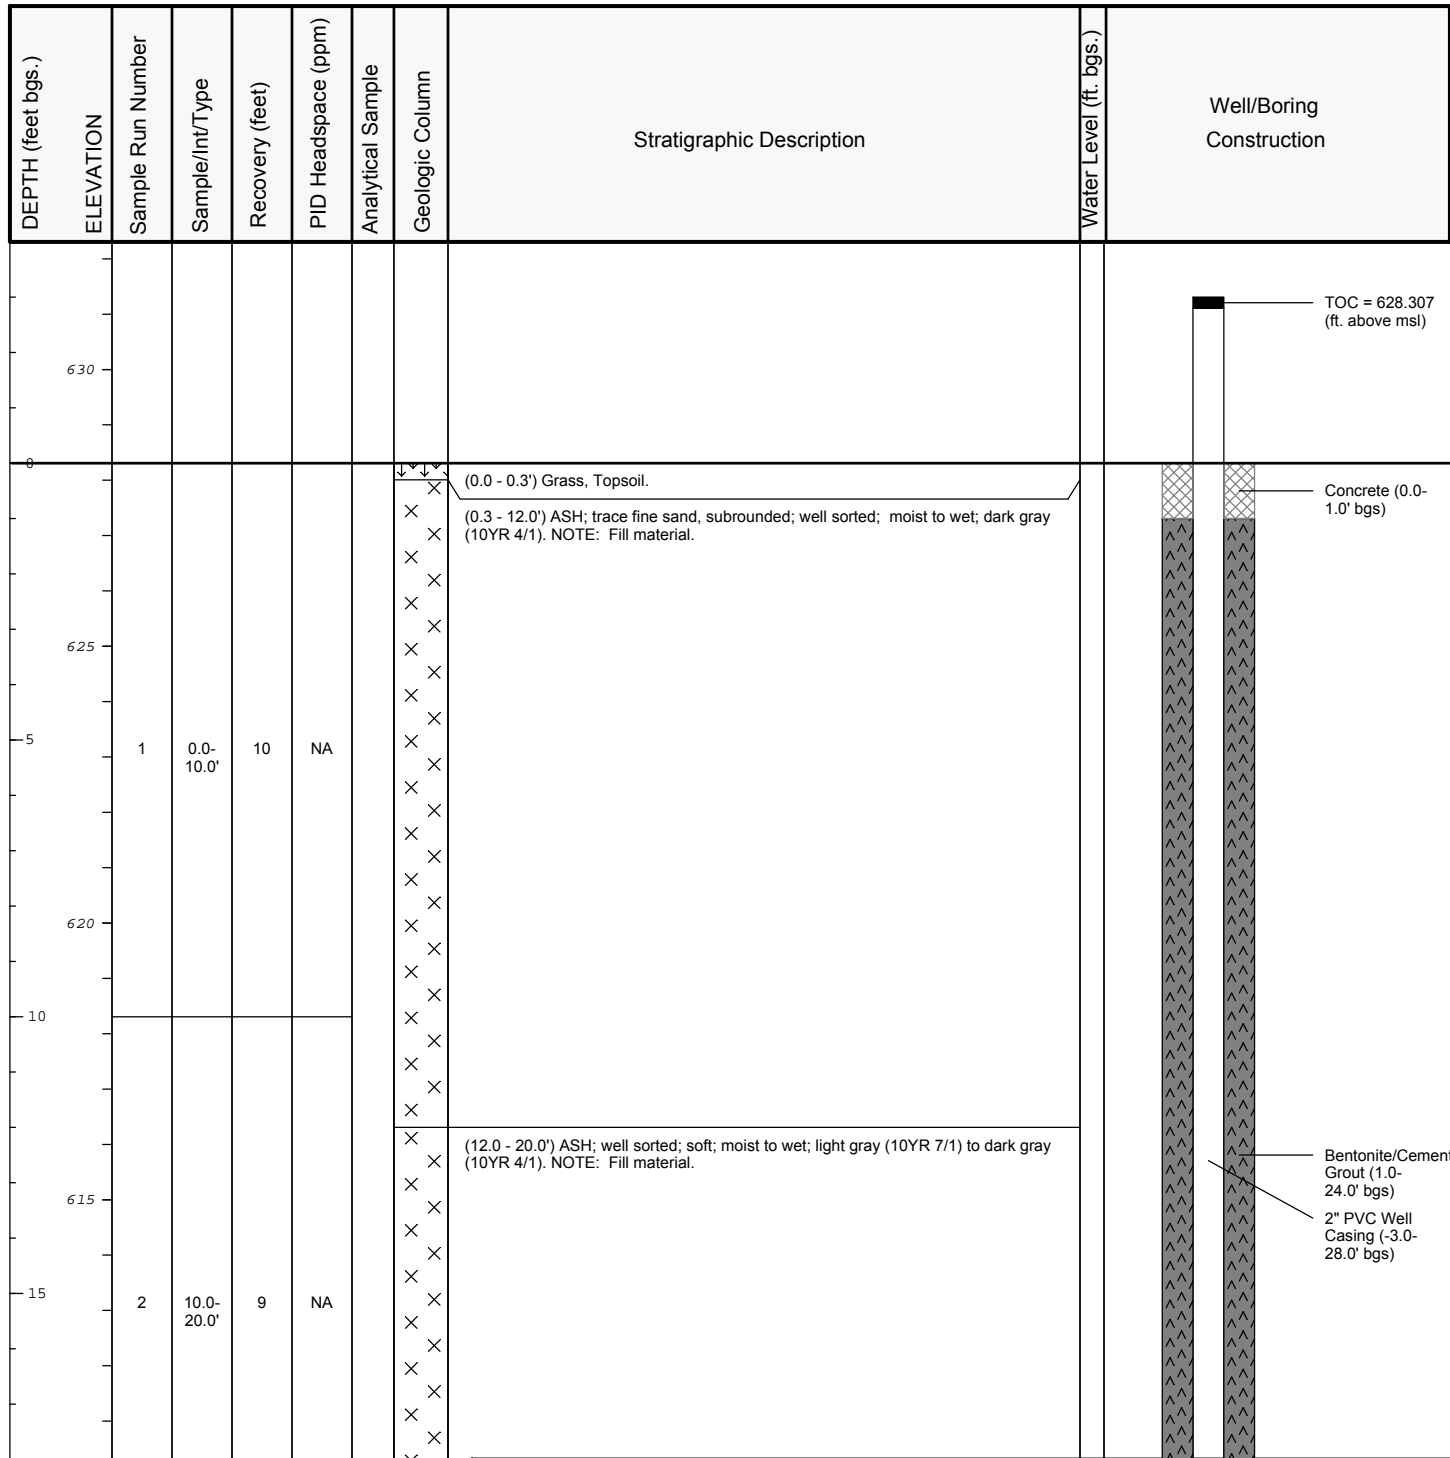 DEPTH (feet bgs.)
ELEVATION
Sample Run Number
Sample/Int/Type
Recovery (feet)
PID Headspace (ppm)
Analytical Sample
Geologic Column
Stratigraphic Description
Water Level (ft. bgs.)
Well/Boring
Construction
TOC = 628.307
(ft. above msl)
630
0
(0.0 - 0.3') Grass, Topsoil.
Concrete (0.0-
1.0' bgs)
(0.3 - 12.0') ASH; trace fine sand, subrounded; well sorted; moist to wet; dark gray
(10YR 4/1). NOTE: Fill material.
625
5
1
0.0-
10.0'
10
NA
620
10
(12.0 - 20.0') ASH; well sorted; soft; moist to wet; light gray (10YR 7/1) to dark gray
(10YR 4/1). NOTE: Fill material.
Bentonite/Cement
Grout (1.0-
24.0' bgs)
615
2" PVC Well
Casing (-3.0-
28.0' bgs)
15
2
10.0-
20.0'
9
NA